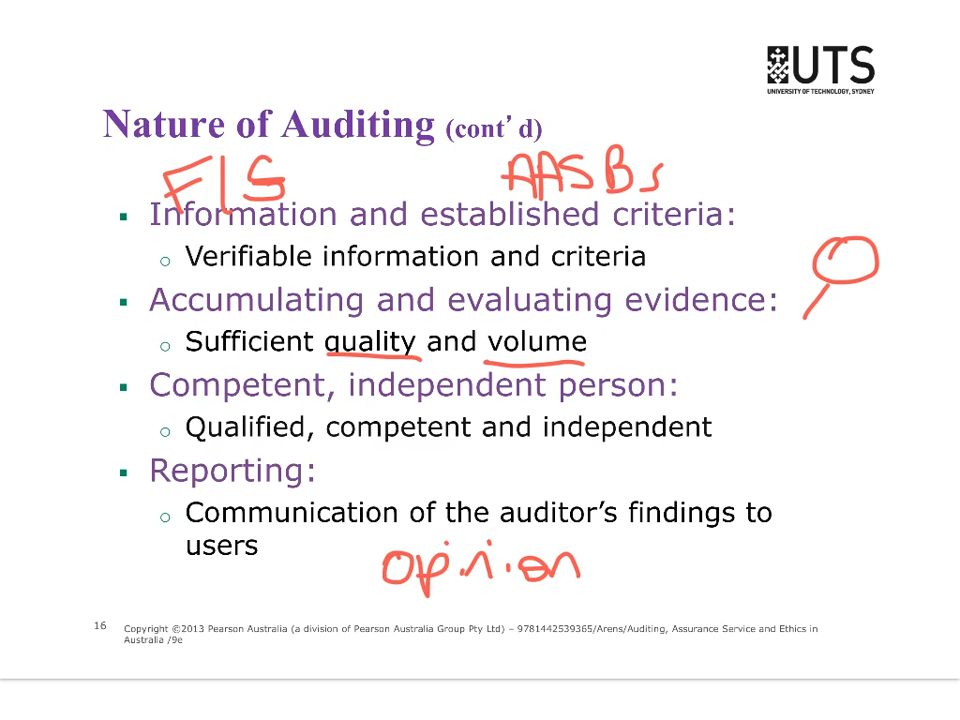 UTS
UNIVERSITY OF TECHNOLOGY, SYDNEY
Nature of Auditing (cont’d)
F/S AASBs
▪ Information and established criteria:
o Verifiable information and criteria
▪ Accumulating and evaluating evidence:
o Sufficient quality and volume
▪ Competent, independent person:
o Qualified, competent and independent
▪ Reporting:
o Communication of the auditor’s findings to
users
opinion
16
Copyright ©2013 Pearson Australia (a division of Pearson Australia Group Pty Ltd) – 9781442539365/Arens/Auditing, Assurance Service and Ethics in
Australia /9e